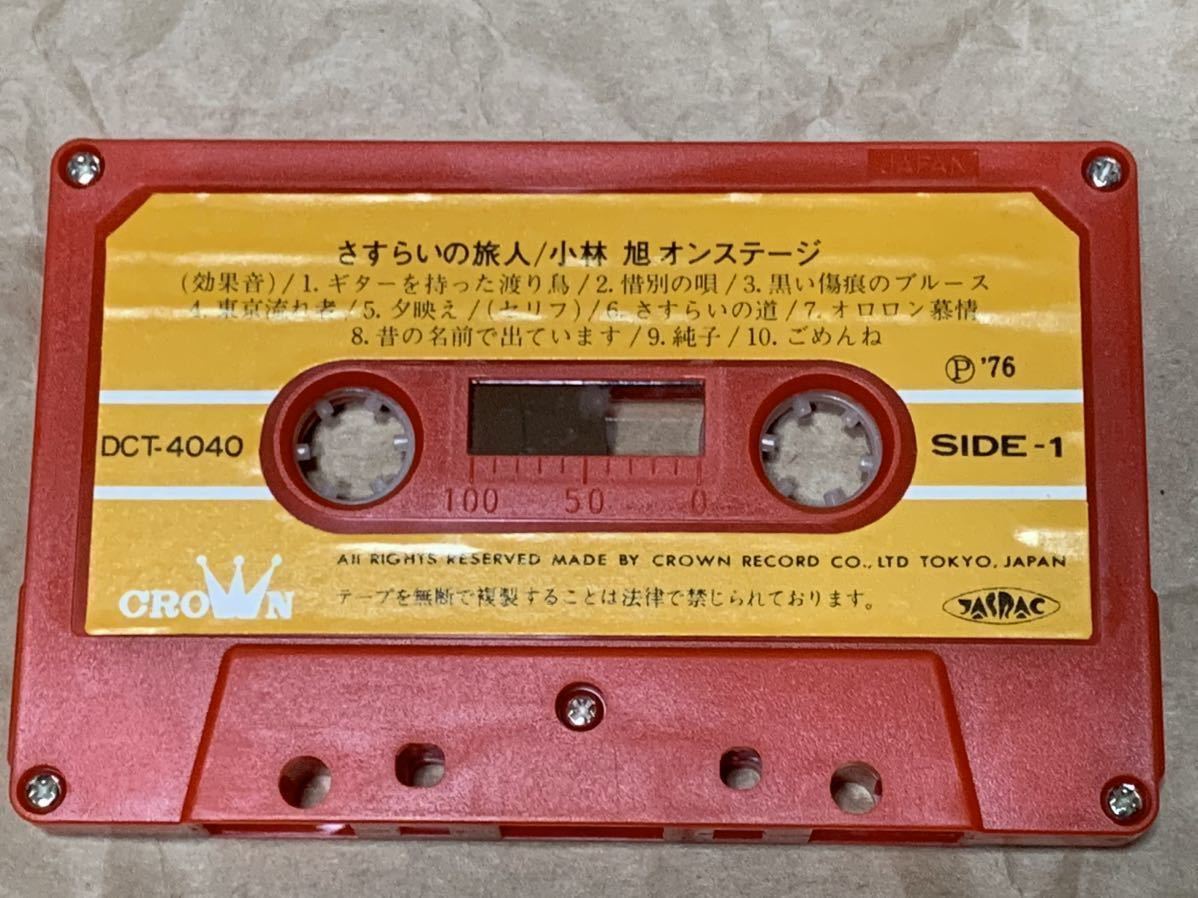 JAPAN
さすらいの旅人/小林 旭オンステージ
(効果音)/1.ギターを持った渡り鳥/2.惜別の唄/3.黒い傷痕のブルース
4.東京流れ者/5.夕映え/(セリフ)/6.さすらいの道/7.オロロン慕情
8.昔の名前で出ています/9.純子/10.ごめんね
Ⓟ'76
DCT-4040
SIDE-1
100 50 0
All RIGHTS RESERVED MADE BY CROWN RECORD CO., LTD TOKYO, JAPAN
CROWN
テープを無断で複製することは法律で禁じられております。
JASRAC